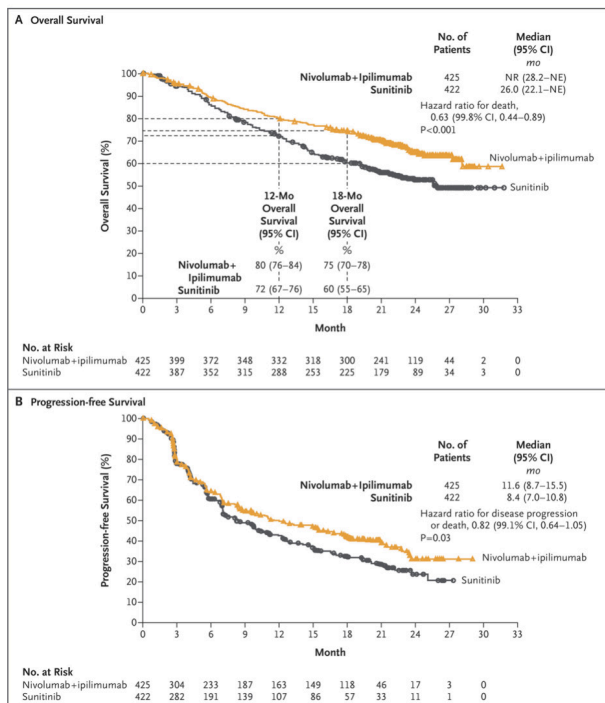 A Overall Survival
No. of Patients
Median (95% CI)
mo
Nivolumab+Ipilimumab 425 NR (28.2–NE)
Sunitinib 422 26.0 (22.1–NE)
Hazard ratio for death,
0.63 (99.8% CI, 0.44–0.89)
P<0.001
Overall Survival (%)
100
90
80
70
60
50
40
30
20
10
0
Nivolumab+ipilimumab
Sunitinib
12-Mo Overall Survival (95% CI)
18-Mo Overall Survival (95% CI)
% %
Nivolumab+
Ipilimumab 80 (76–84) 75 (70–78)
Sunitinib 72 (67–76) 60 (55–65)
0 3 6 9 12 15 18 21 24 27 30 33
Month
No. at Risk
Nivolumab+ipilimumab 425 399 372 348 332 318 300 241 119 44 2 0
Sunitinib 422 387 352 315 288 253 225 179 89 34 3 0
B Progression-free Survival
No. of Patients
Median (95% CI)
mo
Nivolumab+Ipilimumab 425 11.6 (8.7–15.5)
Sunitinib 422 8.4 (7.0–10.8)
Hazard ratio for disease progression
or death, 0.82 (99.1% CI, 0.64–1.05)
P=0.03
Progression-free Survival (%)
100
90
80
70
60
50
40
30
20
10
0
Nivolumab+ipilimumab
Sunitinib
0 3 6 9 12 15 18 21 24 27 30 33
Month
No. at Risk
Nivolumab+ipilimumab 425 304 233 187 163 149 118 46 17 3 0
Sunitinib 422 282 191 139 107 86 57 33 11 1 0